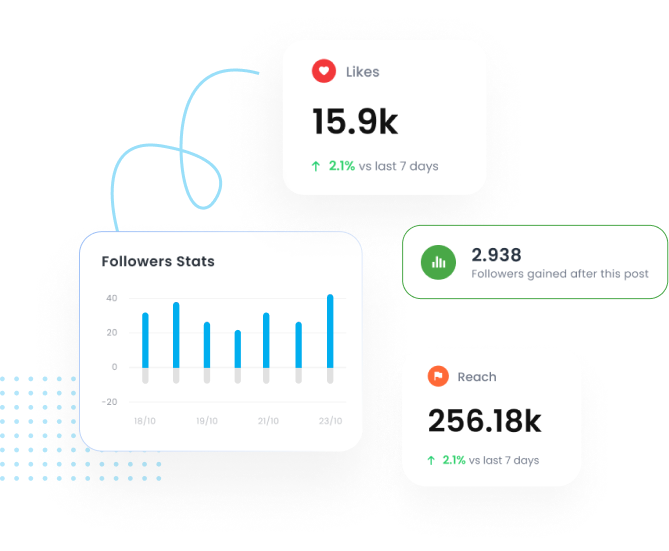 Likes
15.9k
↑ 2.1% vs last 7 days
Followers Stats
40
20
0
-20
18/10 19/10 21/10 23/10
2.938
Followers gained after this post
Reach
256.18k
↑ 2.1% vs last 7 days